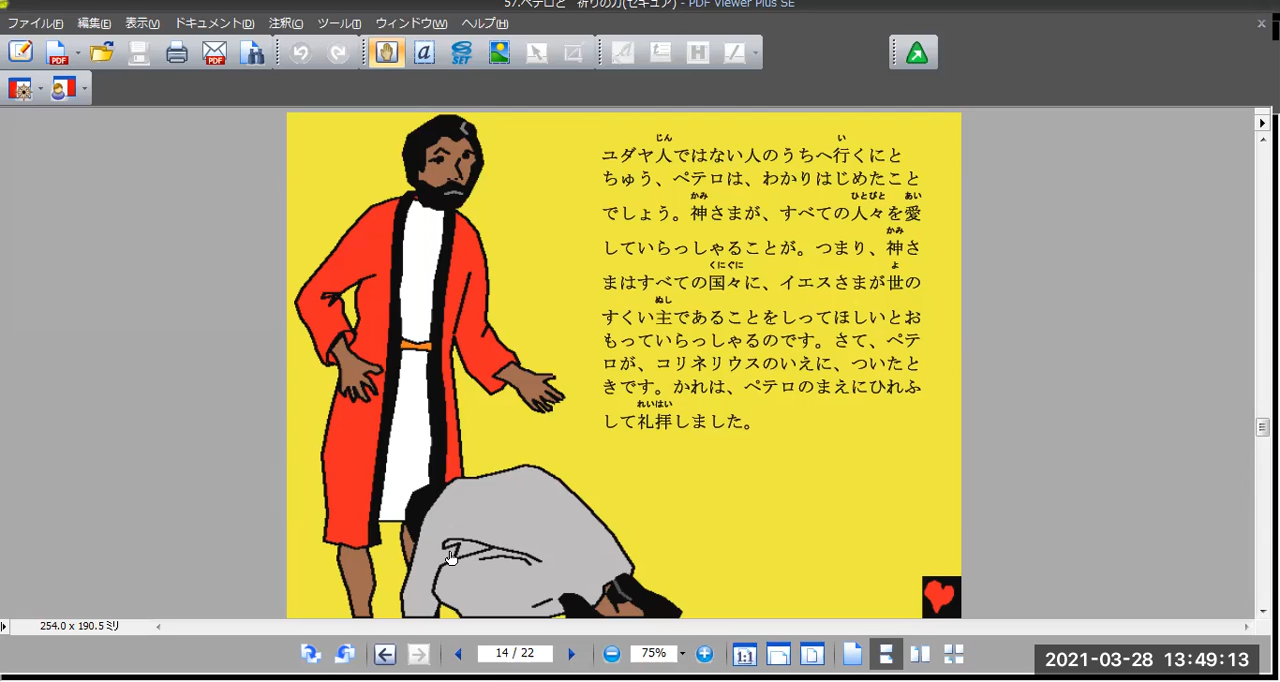 57.ペテロと　祈りの力(セキュア) - PDF Viewer Plus SE
ファイル(F) 編集(E) 表示(V) ドキュメント(D) 注釈(C) ツール(T) ウィンドウ(W) ヘルプ(H)
PDF PDF SET
じん い
ユダヤ人ではない人のうちへ行くにと
ちゅう、ペテロは、わかりはじめたこと
かみ ひとびと あい
でしょう。神さまが、すべての人々を愛
かみ
していらっしゃることが。つまり、神さ
くにぐに よ
まはすべての国々に、イエスさまが世の
ぬし
すくい主であることをしってほしいとお
もっていらっしゃるのです。さて、ペテ
ロが、コリネリウスのいえに、ついたと
きです。かれは、ペテロのまえにひれふ
れいはい
して礼拝しました。
254.0 x 190.5 ミリ
14 / 22 75% 1:1
2021-03-28 13:49:13